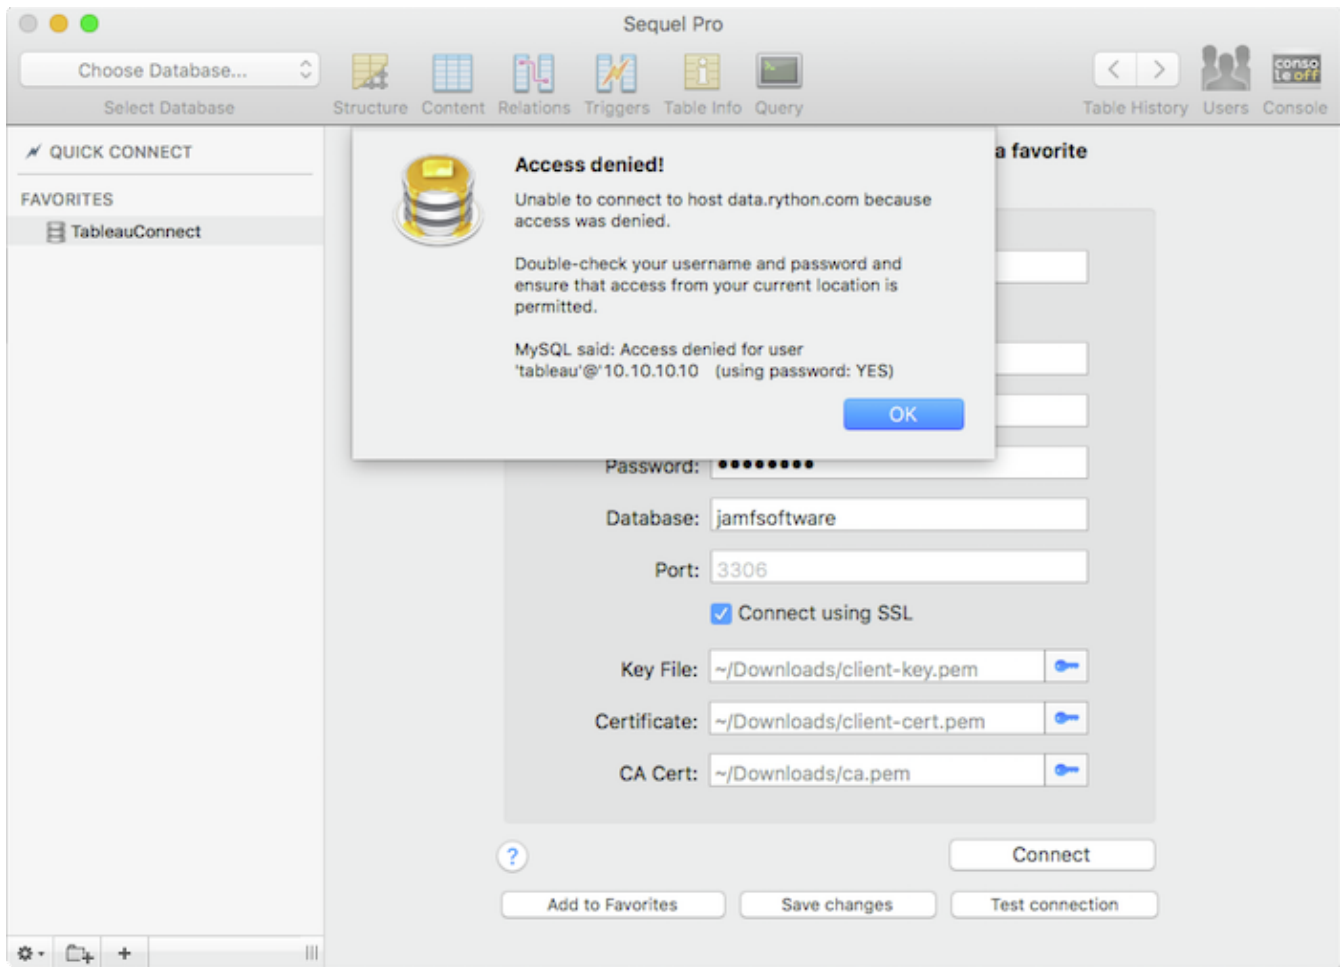 Sequel Pro
Choose Database...
Select Database
Structure
Content
Relations
Triggers
Table Info
Query
Table History
Users
conso
le off
Console
QUICK CONNECT
FAVORITES
TableauConnect
a favorite
Access denied!
Unable to connect to host data.rython.com because
access was denied.
Double-check your username and password and
ensure that access from your current location is
permitted.
MySQL said: Access denied for user
'tableau'@'10.10.10.10 (using password: YES)
OK
Password: ●●●●●●●●
Database: jamfsoftware
Port: 3306
Connect using SSL
Key File: ~/Downloads/client-key.pem
Certificate: ~/Downloads/client-cert.pem
CA Cert: ~/Downloads/ca.pem
?
Connect
Add to Favorites
Save changes
Test connection